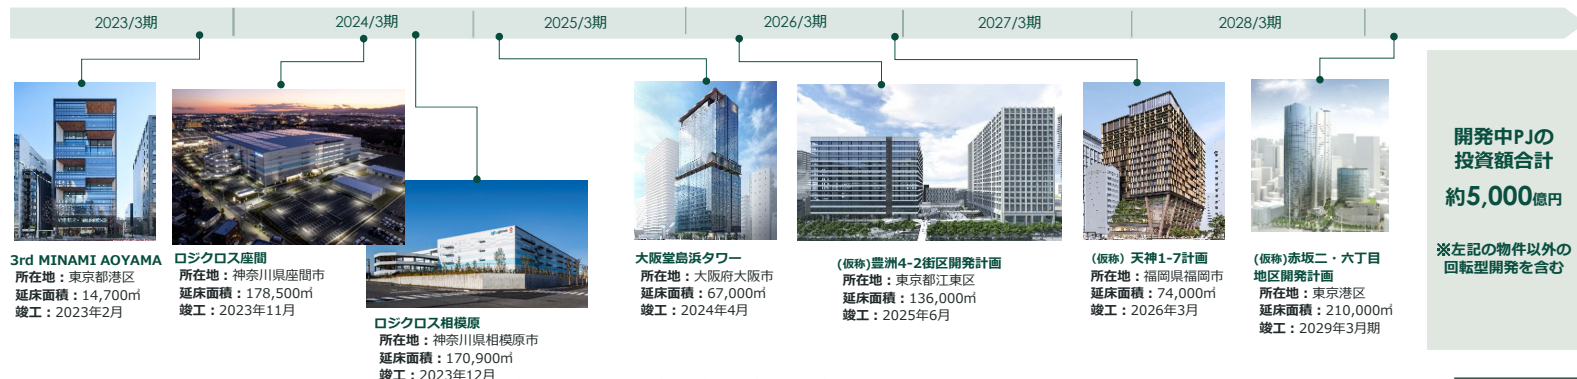 2023/3期
2024/3期
2025/3期
2026/3期
2027/3期
2028/3期
3rd MINAMI AOYAMA
所在地：東京都港区
延床面積：14,700㎡
竣工：2023年2月
ロジクロス座間
所在地：神奈川県座間市
延床面積：178,500㎡
竣工：2023年11月
ロジクロス相模原
所在地：神奈川県相模原市
延床面積：170,900㎡
竣工：2023年12月
大阪堂島浜タワー
所在地：大阪府大阪市
延床面積：67,000㎡
竣工：2024年4月
(仮称)豊洲4-2街区開発計画
所在地：東京都江東区
延床面積：136,000㎡
竣工：2025年6月
（仮称）天神1-7計画
所在地：福岡県福岡市
延床面積：74,000㎡
竣工：2026年3月
(仮称)赤坂二・六丁目
地区開発計画
所在地：東京港区
延床面積：210,000㎡
竣工：2029年3月期
開発中PJの
投資額合計
約5,000億円
※左記の物件以外の
回転型開発を含む